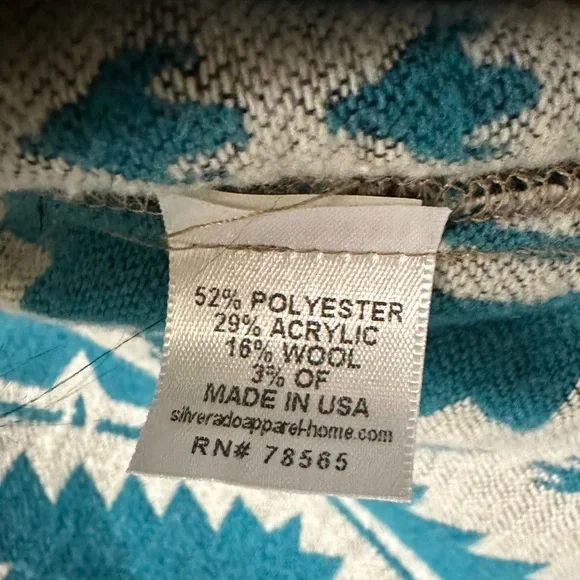 52% POLYESTER
29% ACRYLIC
16% WOOL
3% OF
MADE IN USA
silveradoapparel-home.com
RN# 78565